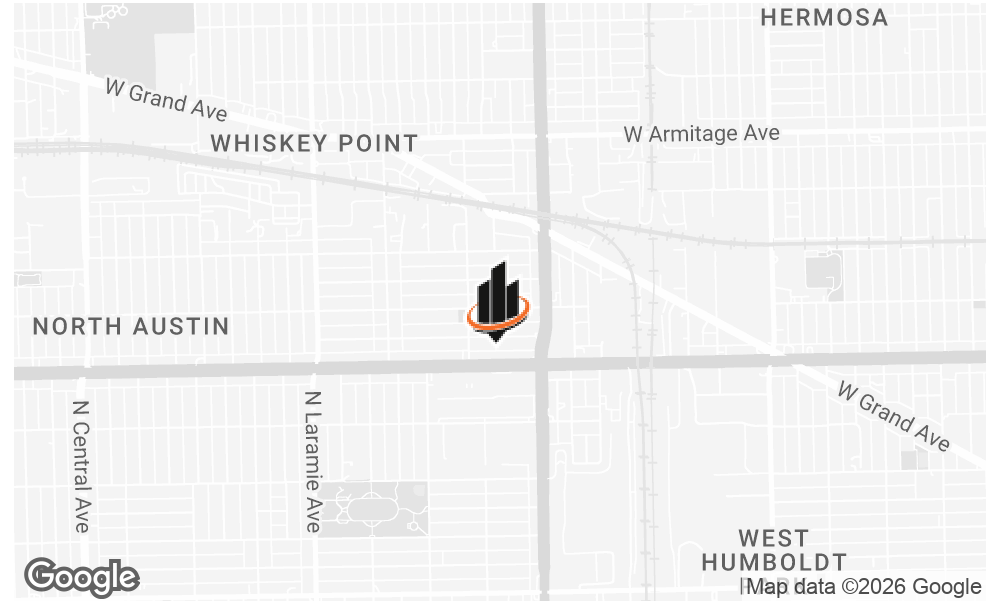 HERMOSA
W Grand Ave
W Armitage Ave
WHISKEY POINT
NORTH AUSTIN
W Grand Ave
N Central Ave
N Laramie Ave
WEST
HUMBOLDT
PARK
Google
Map data ©2026 Google